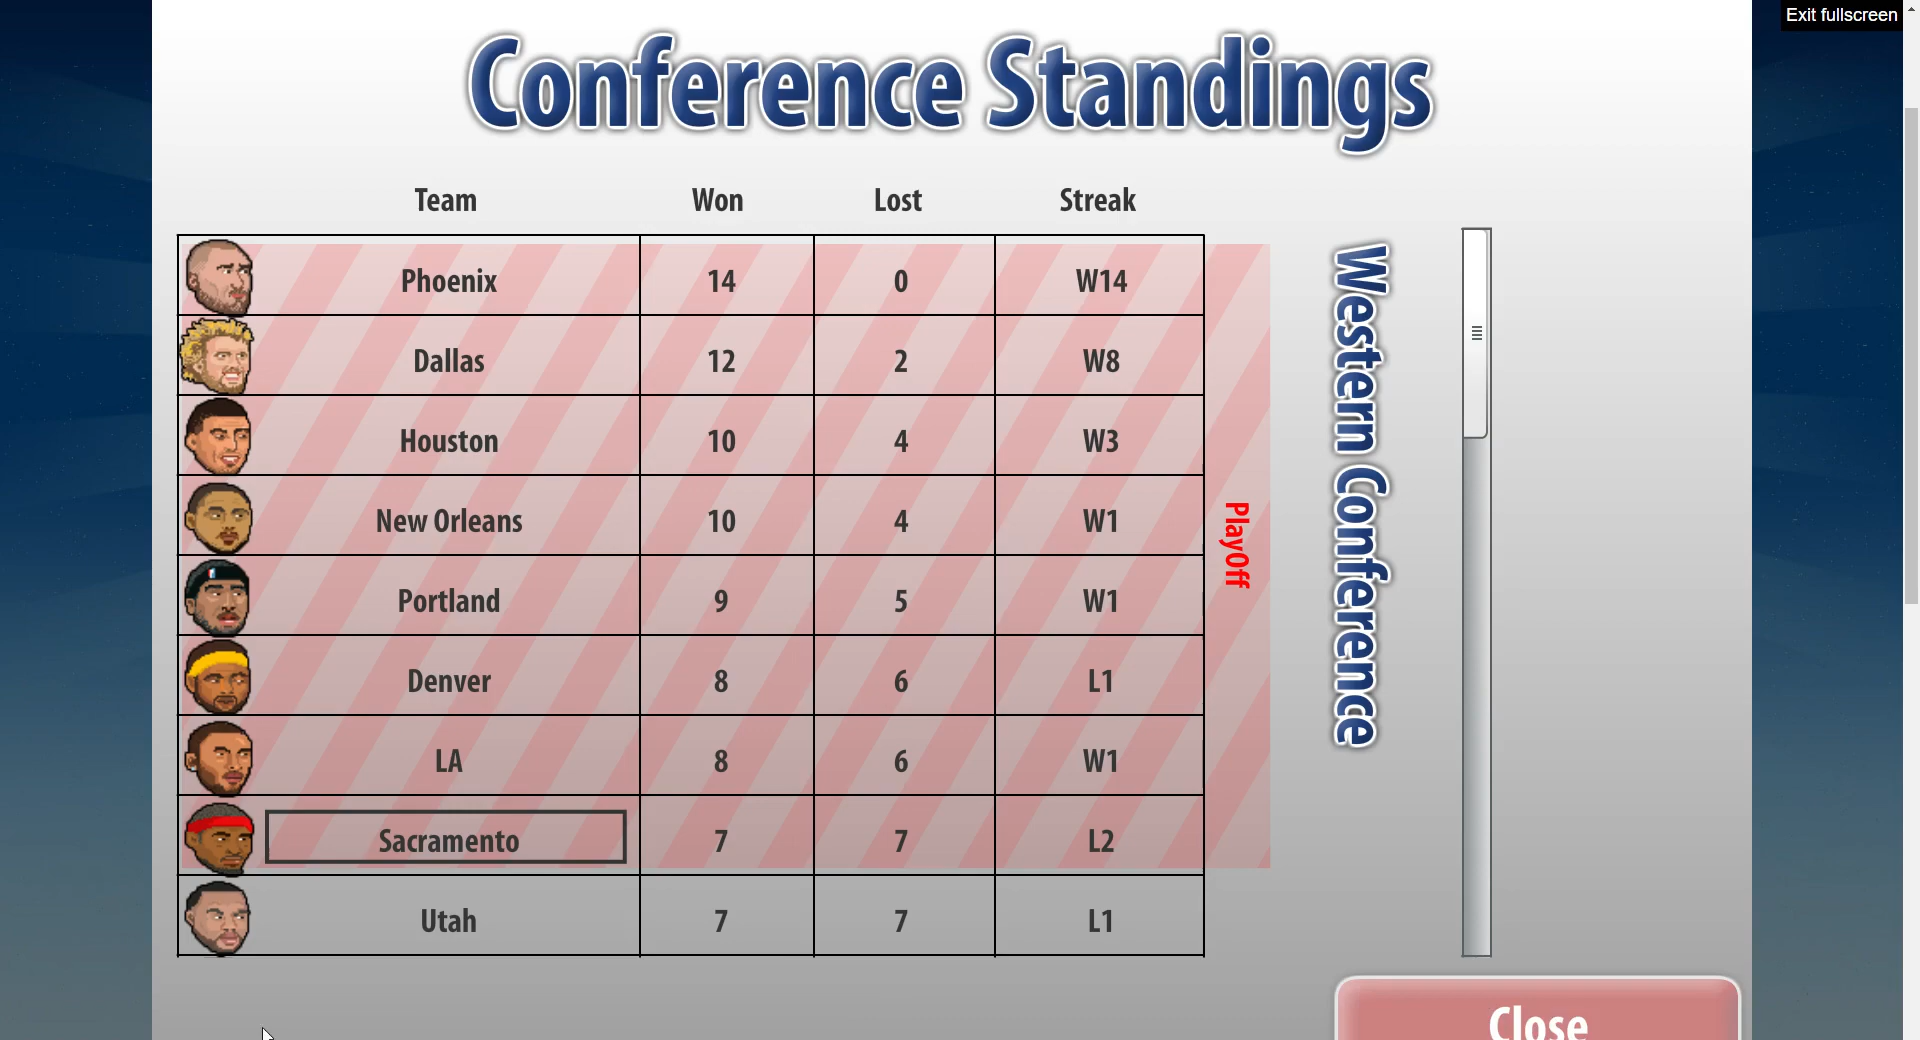 Exit fullscreen
Conference Standings
Team Won Lost Streak
Phoenix 14 0 W14
Dallas 12 2 W8
Houston 10 4 W3
New Orleans 10 4 W1
Portland 9 5 W1
Denver 8 6 L1
LA 8 6 W1
Sacramento 7 7 L2
Utah 7 7 L1
PlayOff
Western Conference
Close